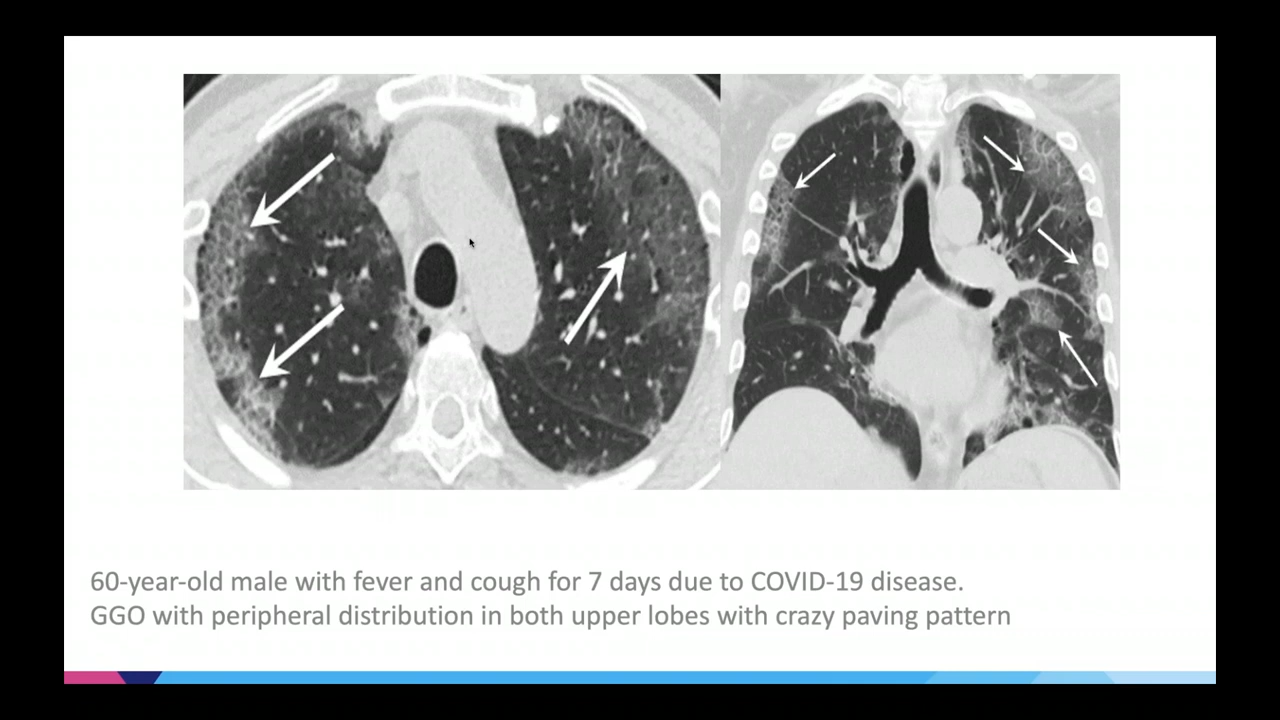 60-year-old male with fever and cough for 7 days due to COVID-19 disease.
GGO with peripheral distribution in both upper lobes with crazy paving pattern